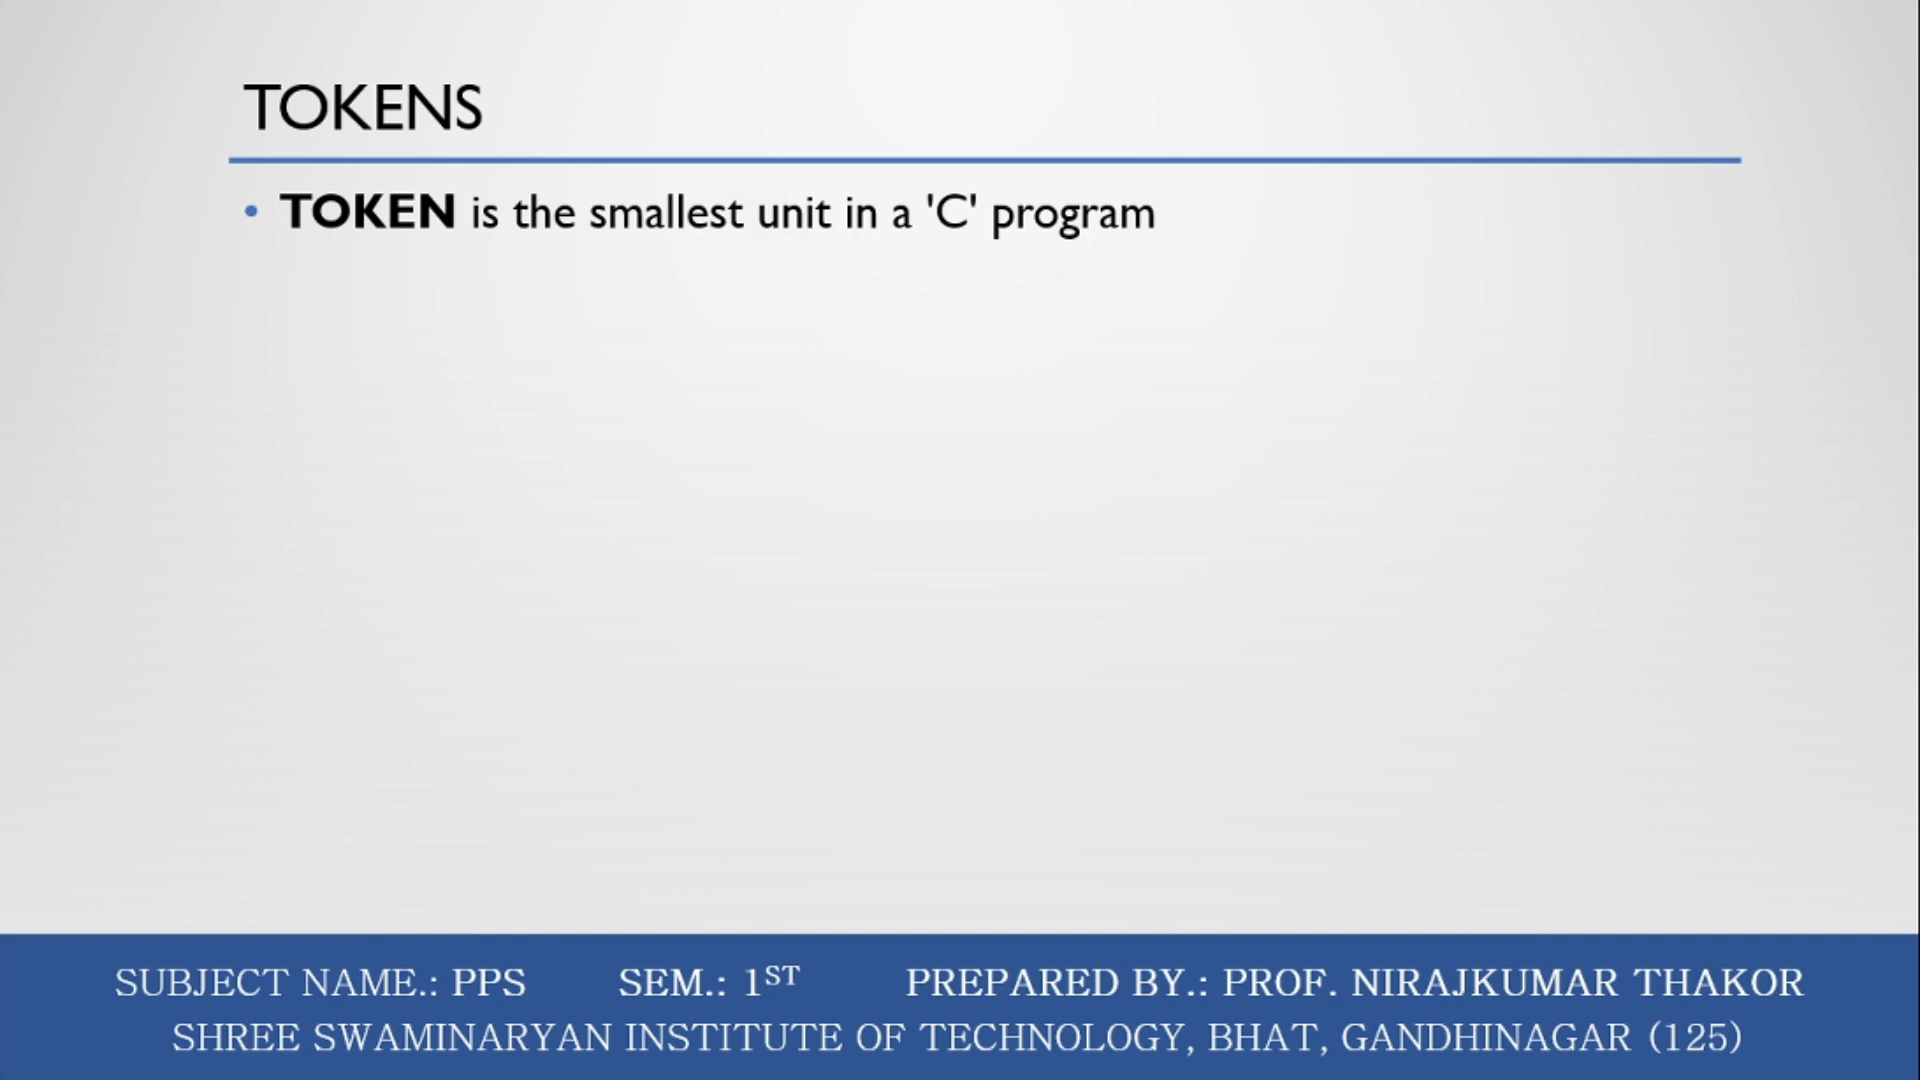 TOKENS
• TOKEN is the smallest unit in a 'C' program
SUBJECT NAME.: PPS SEM.: 1ST PREPARED BY.: PROF. NIRAJKUMAR THAKOR
SHREE SWAMINARYAN INSTITUTE OF TECHNOLOGY, BHAT, GANDHINAGAR (125)